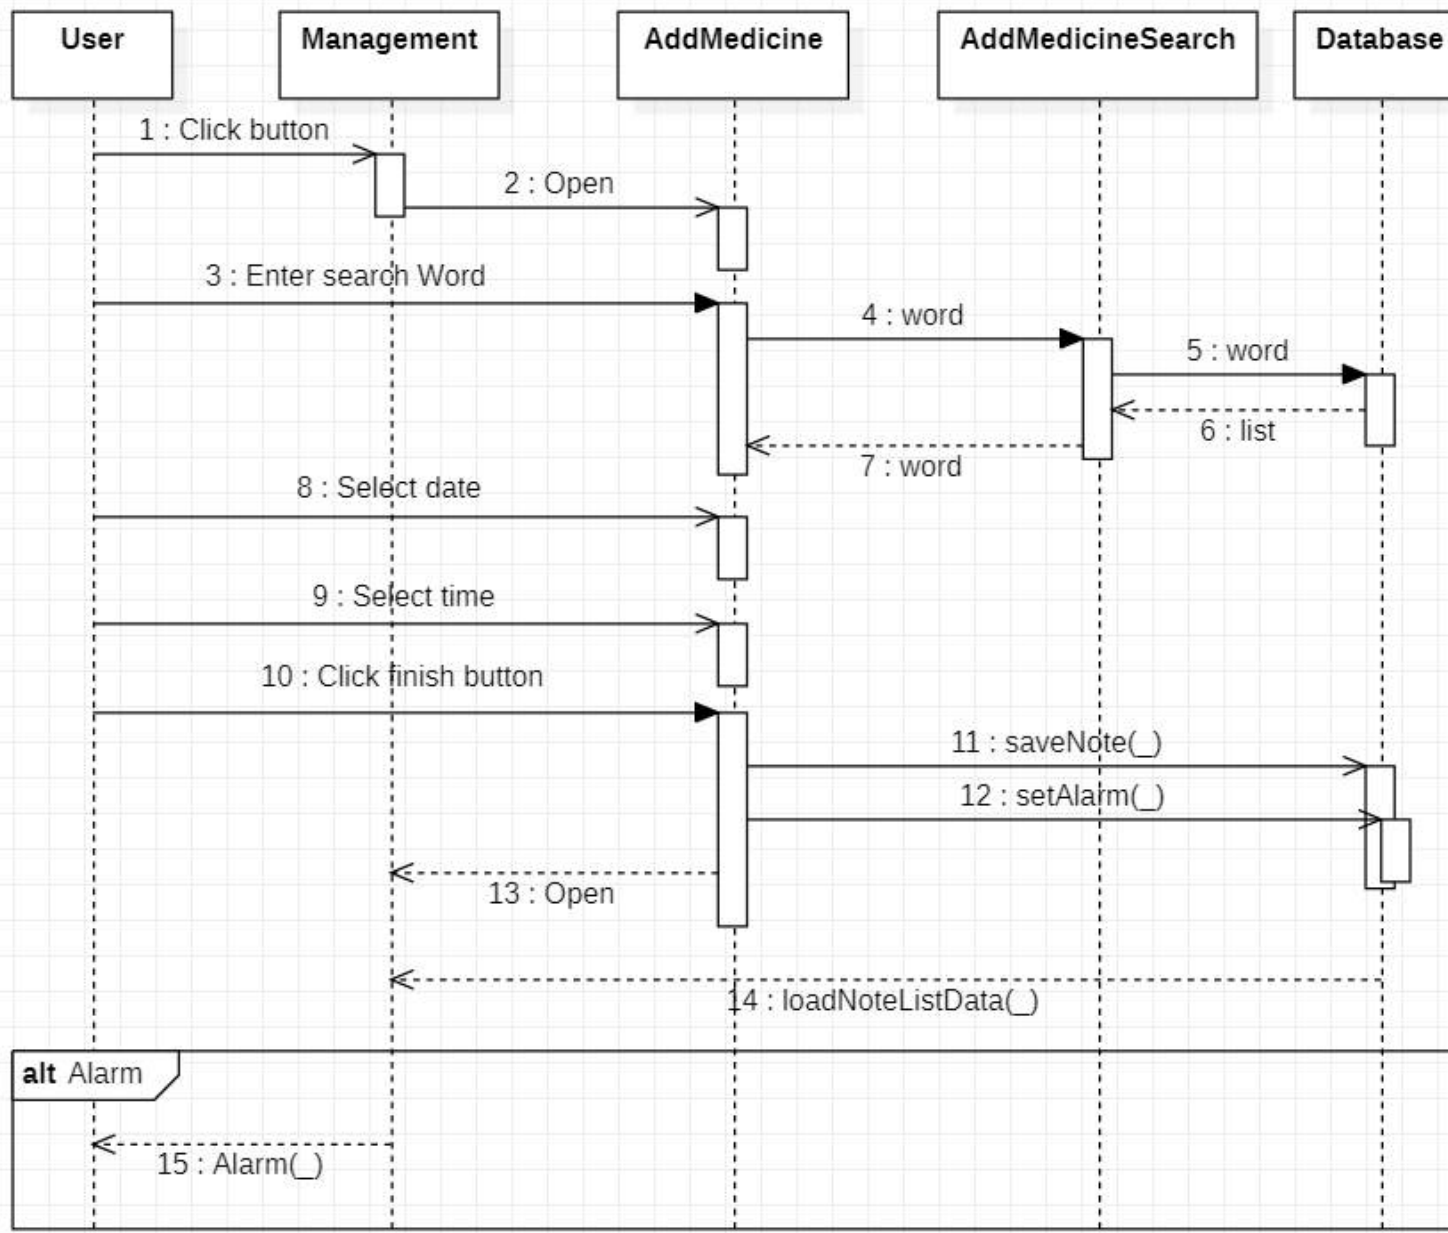 User
Management
AddMedicine
AddMedicineSearch
Database
1 : Click button
2 : Open
3 : Enter search Word
4 : word
5 : word
6 : list
7 : word
8 : Select date
9 : Select time
10 : Click finish button
11 : saveNote(_)
12 : setAlarm(_)
13 : Open
14 : loadNoteListData(_)
alt Alarm
15 : Alarm(_)